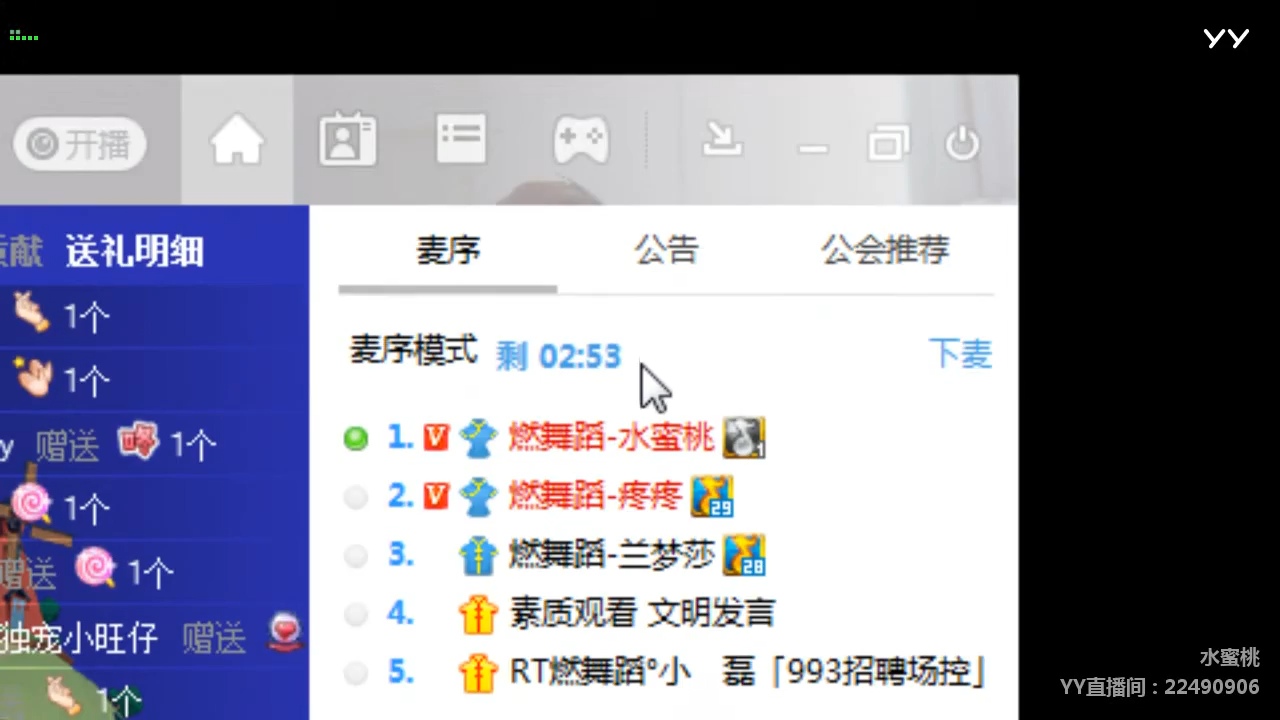 YY
开播
贡献 送礼明细
麦序 公告 公会推荐
1个
麦序模式 剩 02:53 下麦
1个
1. V 燃舞蹈-水蜜桃 1
y 赠送 1个
2. V 燃舞蹈-疼疼 29
1个
3. 燃舞蹈-兰梦莎 28
赠送 1个
4. 素质观看 文明发言
独宠小旺仔 赠送
5. RT燃舞蹈°小 磊「993招聘场控」
1个
水蜜桃
YY直播间：22490906